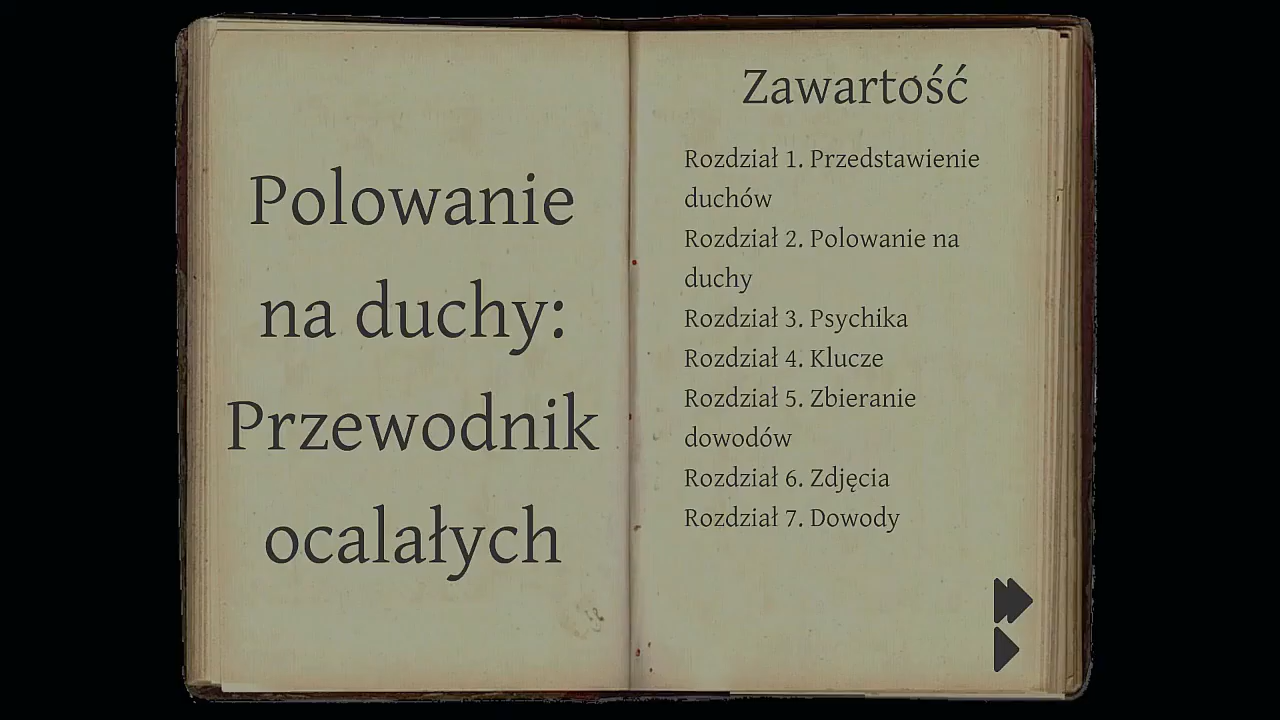 Polowanie
na duchy:
Przewodnik
ocalałych
Zawartość
Rozdział 1. Przedstawienie
duchów
Rozdział 2. Polowanie na
duchy
Rozdział 3. Psychika
Rozdział 4. Klucze
Rozdział 5. Zbieranie
dowodów
Rozdział 6. Zdjęcia
Rozdział 7. Dowody